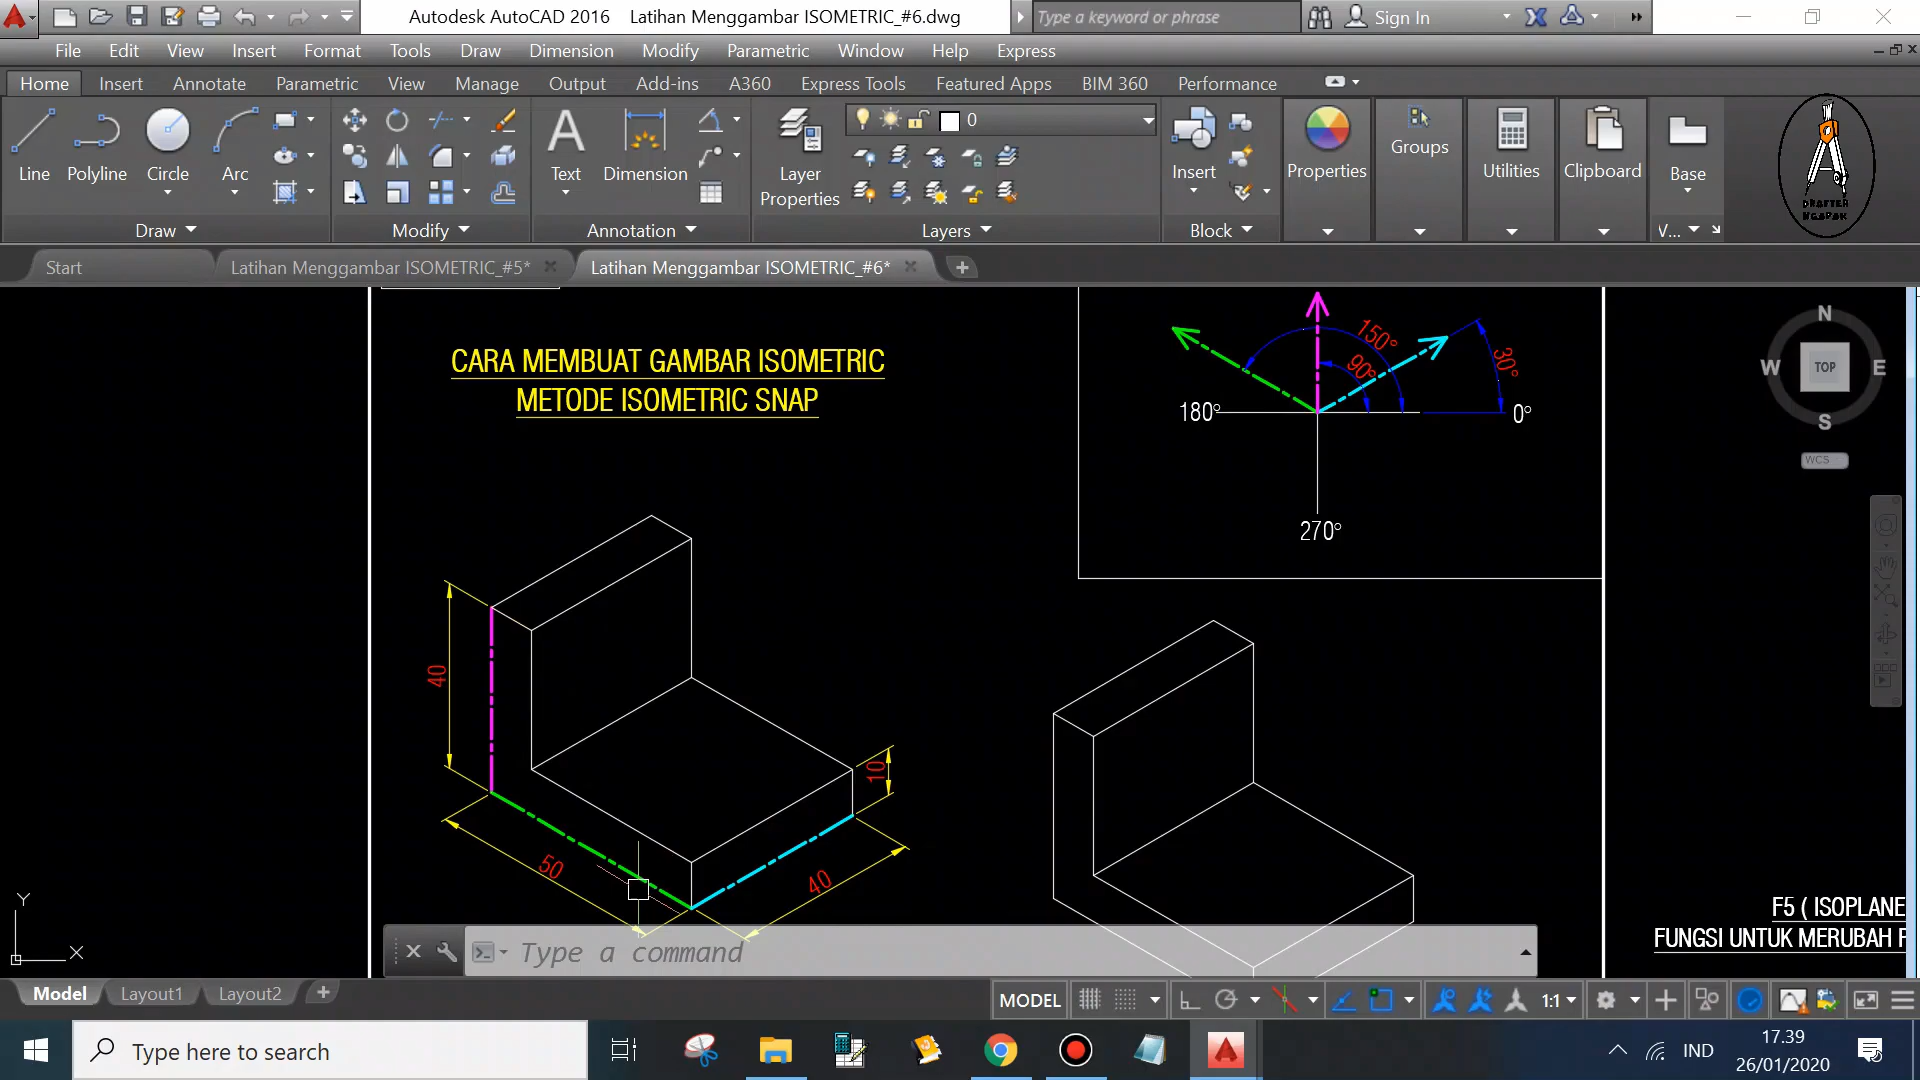 Autodesk AutoCAD 2016 Latihan Menggambar ISOMETRIC_#6.dwg
Type a keyword or phrase
Sign In
File Edit View Insert Format Tools Draw Dimension Modify Parametric Window Help Express
Home Insert Annotate Parametric View Manage Output Add-ins A360 Express Tools Featured Apps BIM 360 Performance
0
Line Polyline Circle Arc
Text Dimension
Layer Properties
Insert
Properties
Groups
Utilities
Clipboard
Base
DRAFTER
NGAPAK
Draw Modify Annotation Layers Block V...
Start Latihan Menggambar ISOMETRIC_#5* Latihan Menggambar ISOMETRIC_#6*
CARA MEMBUAT GAMBAR ISOMETRIC
METODE ISOMETRIC SNAP
150°
90°
30°
180°
0°
270°
N
W TOP E
S
WCS
40
10
50
40
F5 ( ISOPLANE
FUNGSI UNTUK MERUBAH
Y
X
Type a command
Model Layout1 Layout2
MODEL
1:1
Type here to search
IND
17.39
26/01/2020